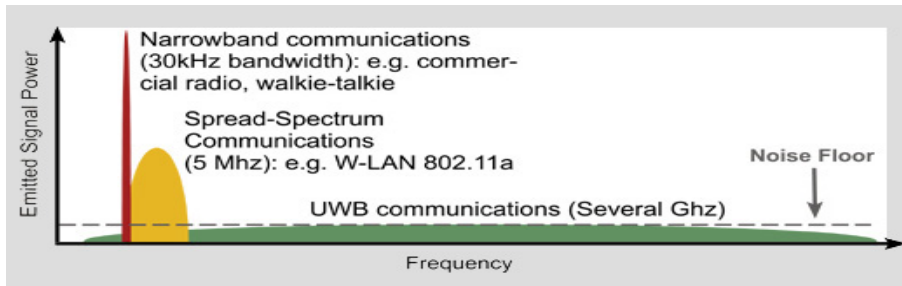 Narrowband communications
(30kHz bandwidth): e.g. commer-
cial radio, walkie-talkie
Spread-Spectrum
Communications
(5 Mhz): e.g. W-LAN 802.11a
Noise Floor
UWB communications (Several Ghz)
Emitted Signal Power
Frequency